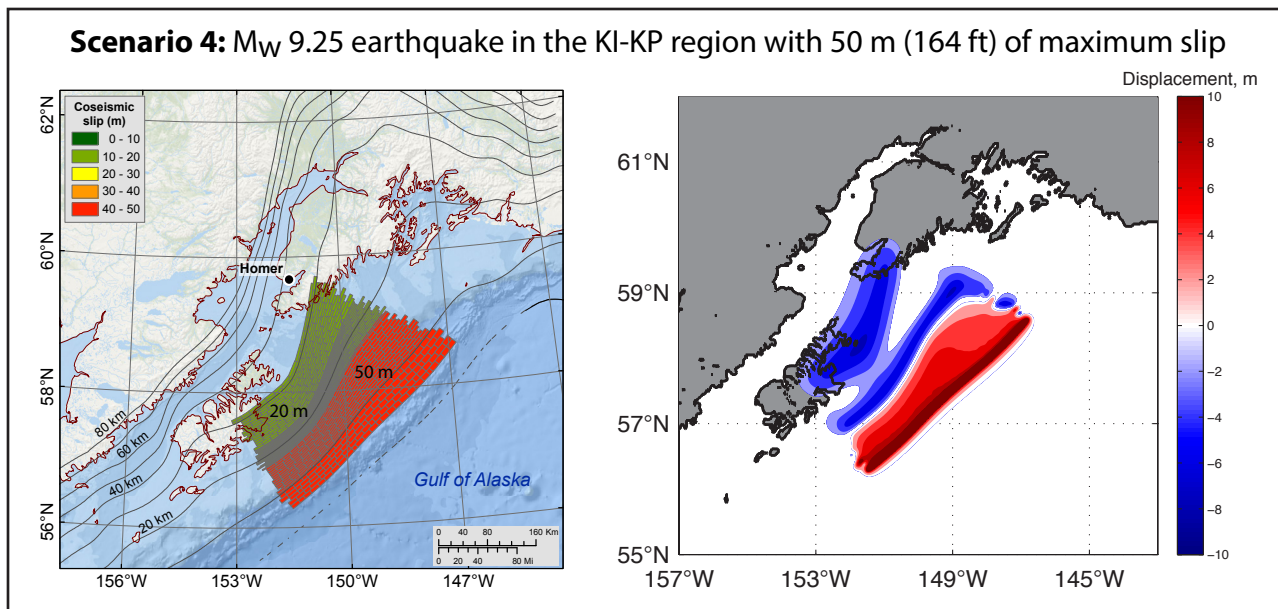 Scenario 4: MW 9.25 earthquake in the KI-KP region with 50 m (164 ft) of maximum slip
Coseismic
slip (m)
0 - 10
10 - 20
20 - 30
30 - 40
40 - 50
62°N
60°N
58°N
56°N
Homer
50 m
20 m
80 km
60 km
40 km
20 km
Gulf of Alaska
0 40 80 160 Km
0 40 80 Mi
156°W
153°W
150°W
147°W
Displacement, m
10
8
6
4
2
0
−2
−4
−6
−8
−10
61°N
59°N
57°N
55°N
157°W
153°W
149°W
145°W